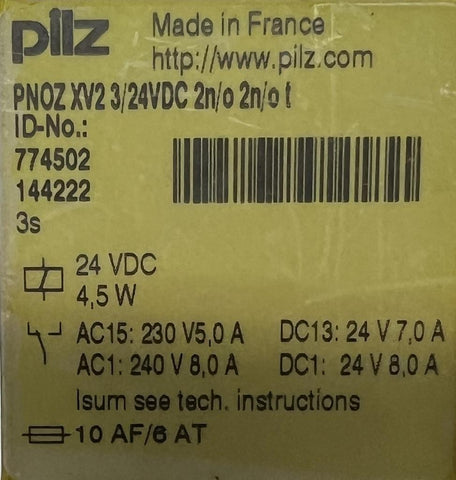 pilz
Made in France
http://www.pilz.com
PNOZ XV2 3/24VDC 2n/o 2n/o t
ID-No.:
774502
144222
3s
24 VDC
4,5 W
AC15: 230 V5,0 A DC13: 24 V 7,0 A
AC1: 240 V 8,0 A DC1: 24 V 8,0 A
Isum see tech. instructions
10 AF/6 AT